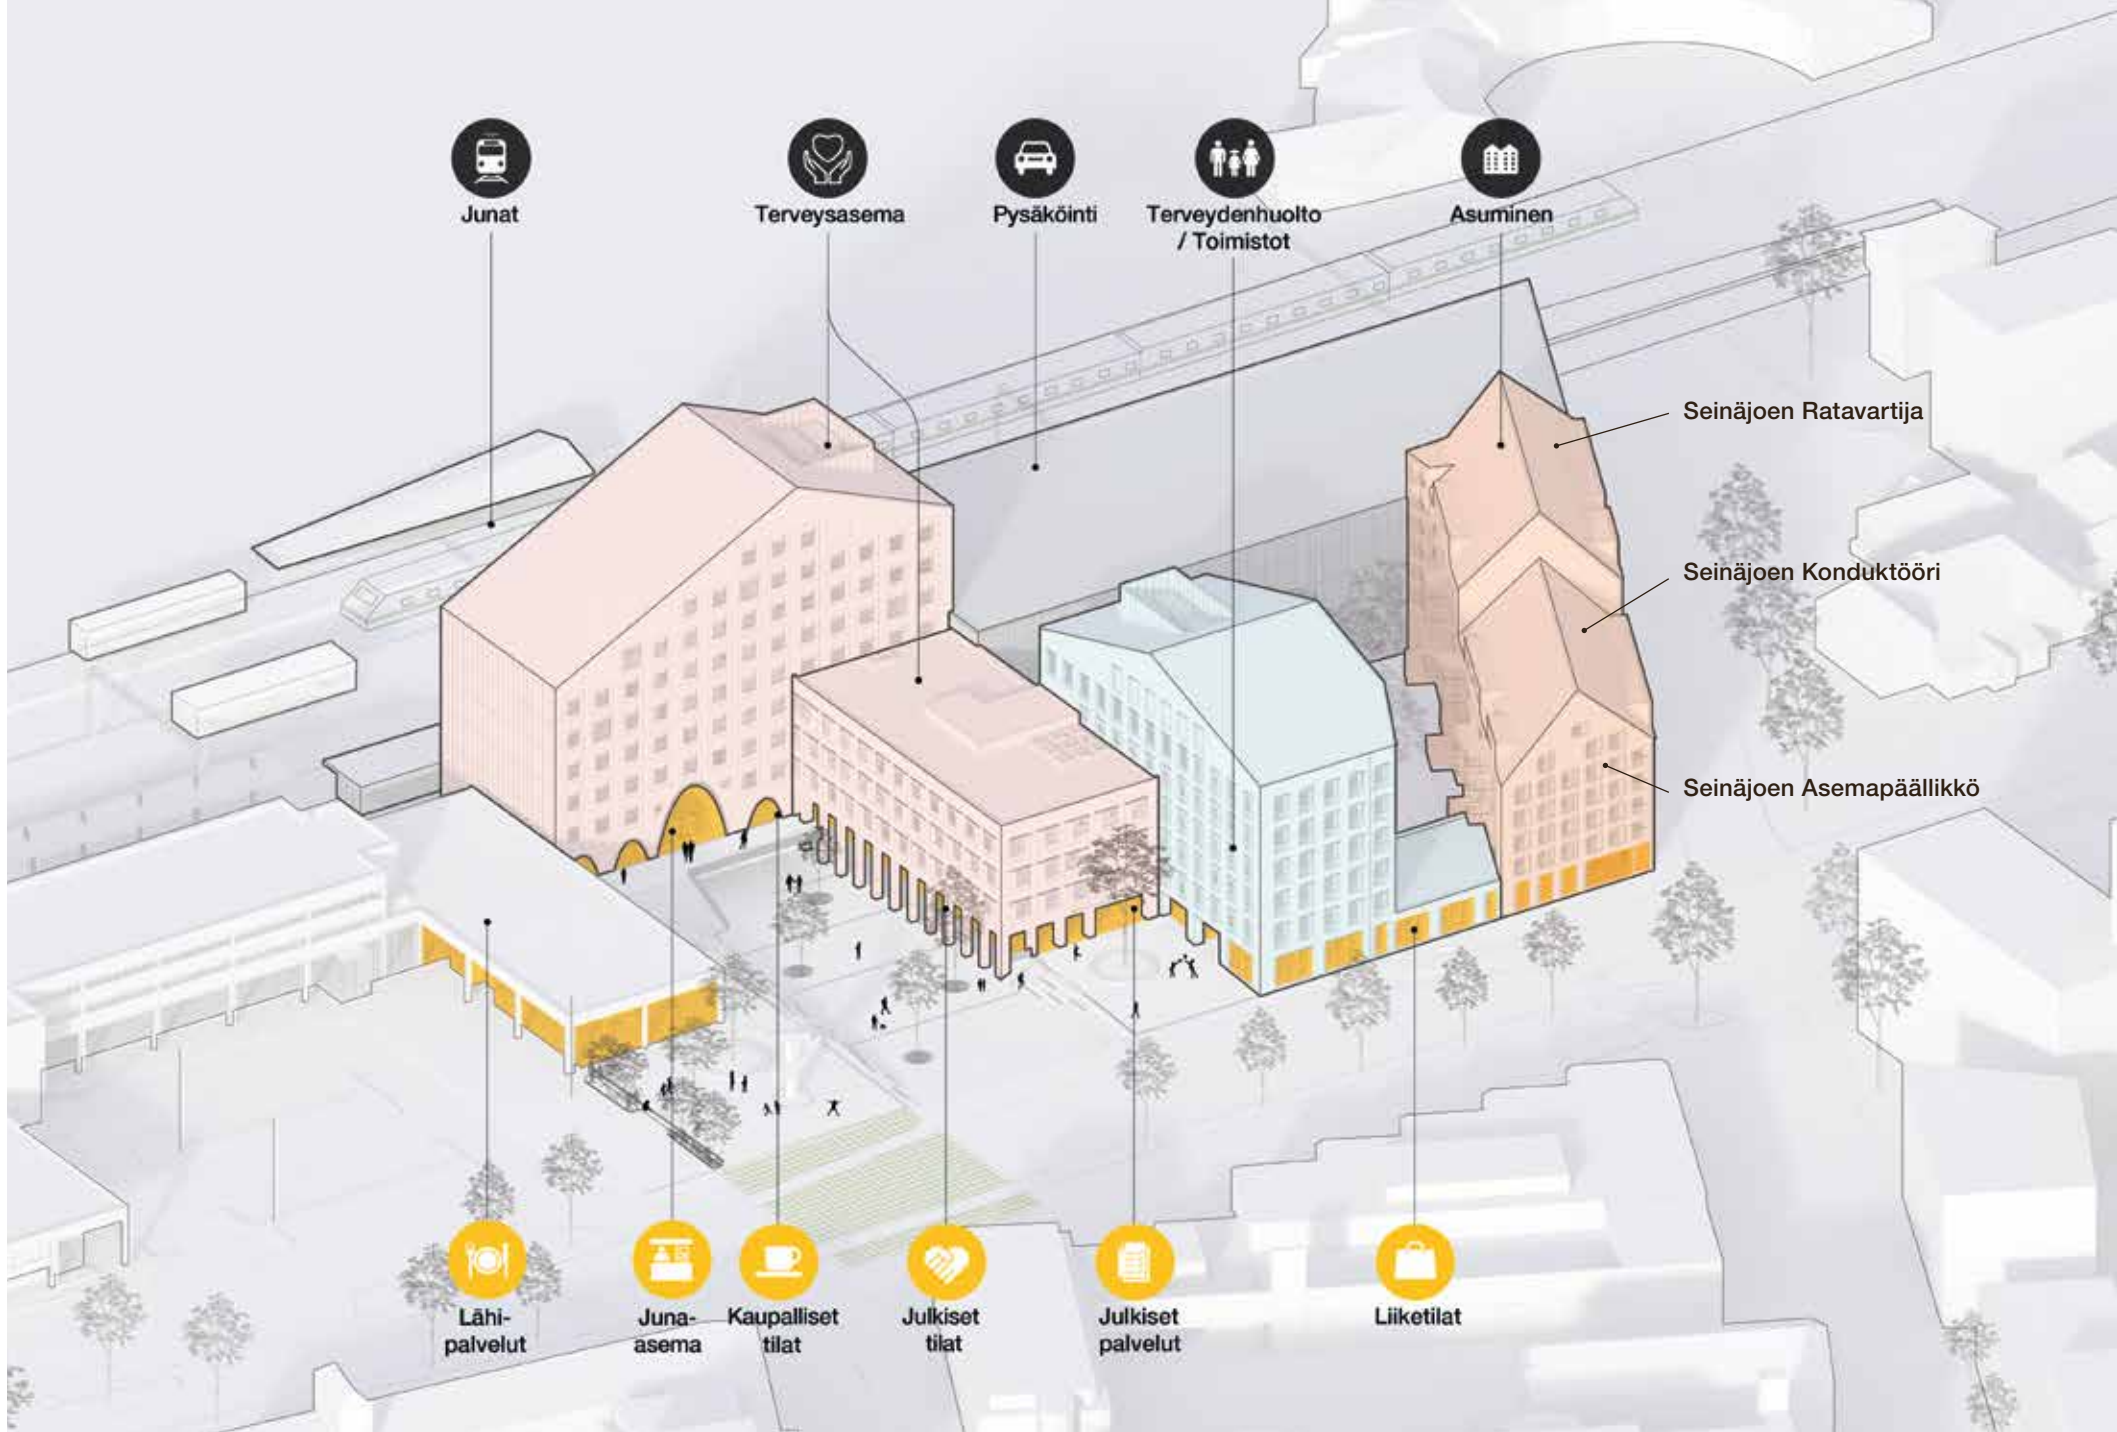 Junat
Terveysasema
Pysäköinti
Terveydenhuolto
/ Toimistot
Asuminen
Seinäjoen Ratavartija
Seinäjoen Konduktööri
Seinäjoen Asemapäällikkö
Lähi-
palvelut
Juna-
asema
Kaupalliset
tilat
Julkiset
tilat
Julkiset
palvelut
Liiketilat